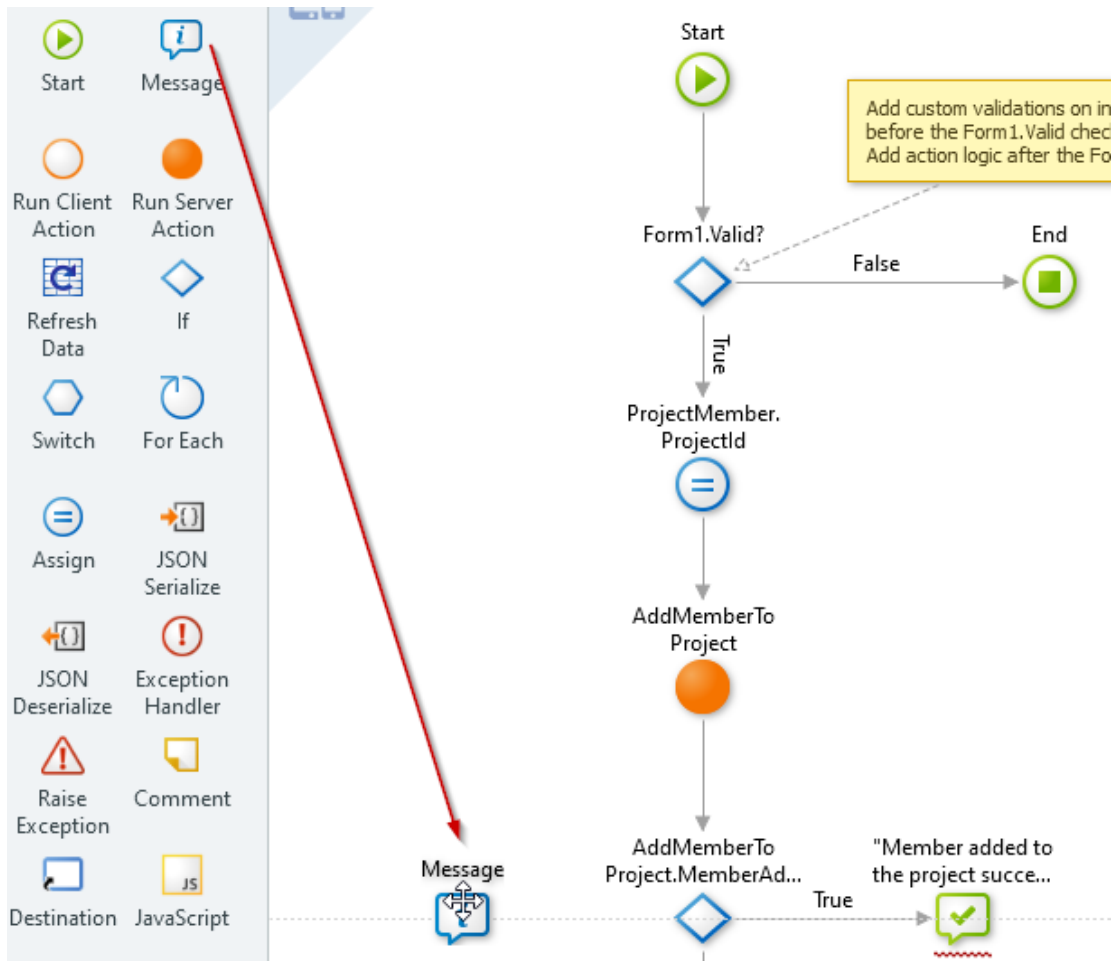 Start
Message
Run Client
Action
Run Server
Action
Refresh
Data
If
Switch
For Each
Assign
JSON
Serialize
JSON
Deserialize
Exception
Handler
Raise
Exception
Comment
JS
Destination
JavaScript
Start
Add custom validations on in
before the Form1.Valid chec
Add action logic after the Fo
Form1.Valid?
False
End
True
ProjectMember.
ProjectId
AddMemberTo
Project
Message
AddMemberTo
Project.MemberAd...
True
"Member added to
the project succe...